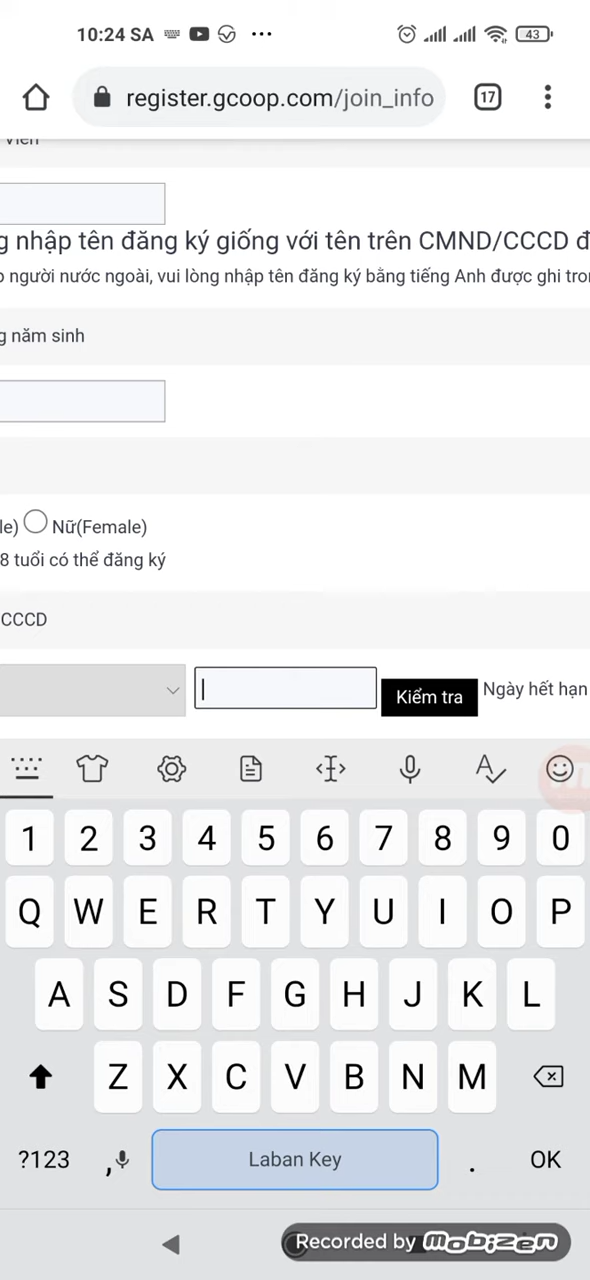 10:24 SA 43
register.gcoop.com/join_info 17
viên
g nhập tên đăng ký giống với tên trên CMND/CCCD đ
o người nước ngoài, vui lòng nhập tên đăng ký bằng tiếng Anh được ghi tron
g năm sinh
le) Nữ(Female)
8 tuổi có thể đăng ký
CCCD
Kiểm tra Ngày hết hạn
1 2 3 4 5 6 7 8 9 0
Q W E R T Y U I O P
A S D F G H J K L
Z X C V B N M
?123 , Laban Key . OK
Recorded by mobizen